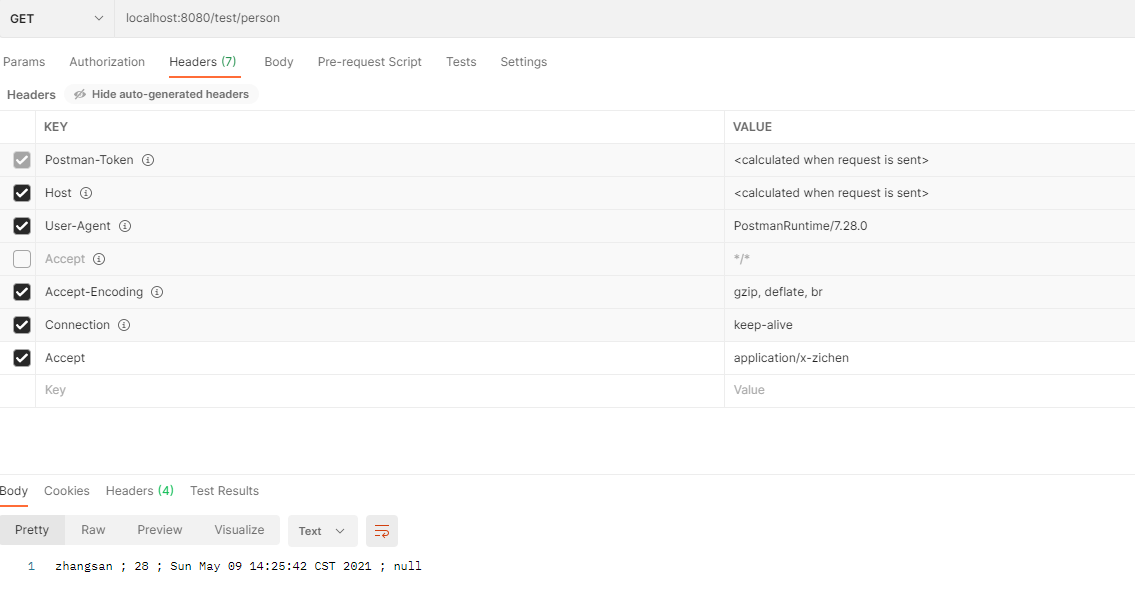 GET localhost:8080/test/person
Params Authorization Headers (7) Body Pre-request Script Tests Settings
Headers Hide auto-generated headers
KEY VALUE
Postman-Token <calculated when request is sent>
Host <calculated when request is sent>
User-Agent PostmanRuntime/7.28.0
Accept */*
Accept-Encoding gzip, deflate, br
Connection keep-alive
Accept application/x-zichen
Key Value
Body Cookies Headers (4) Test Results
Pretty Raw Preview Visualize Text
1 zhangsan ; 28 ; Sun May 09 14:25:42 CST 2021 ; null